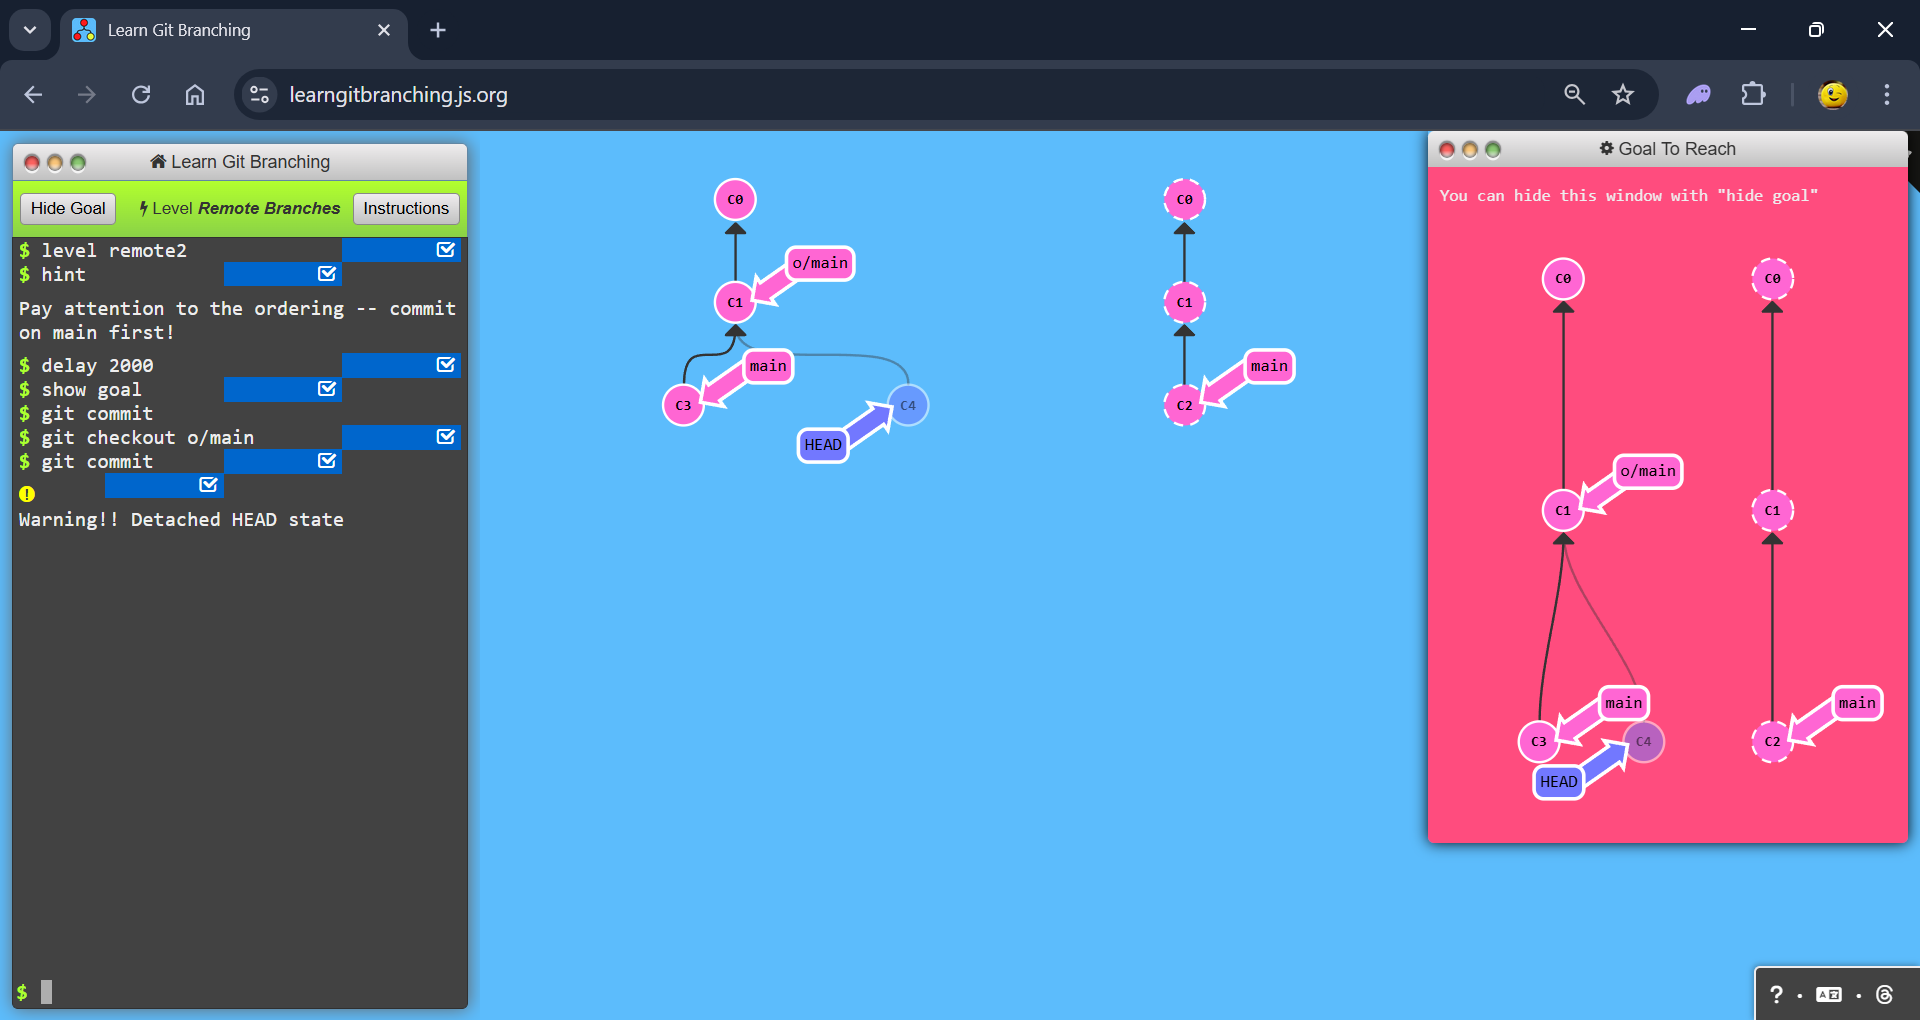 Learn Git Branching
learngitbranching.js.org
Learn Git Branching
Hide Goal
Level Remote Branches
Instructions
$ level remote2
$ hint
Pay attention to the ordering -- commit
on main first!
$ delay 2000
$ show goal
$ git commit
$ git checkout o/main
$ git commit
!
Warning!! Detached HEAD state
$
C0
o/main
C1
main
C3
C4
HEAD
C0
C1
main
C2
Goal To Reach
You can hide this window with "hide goal"
C0
o/main
C1
main
C3
C4
HEAD
C0
C1
main
C2
?